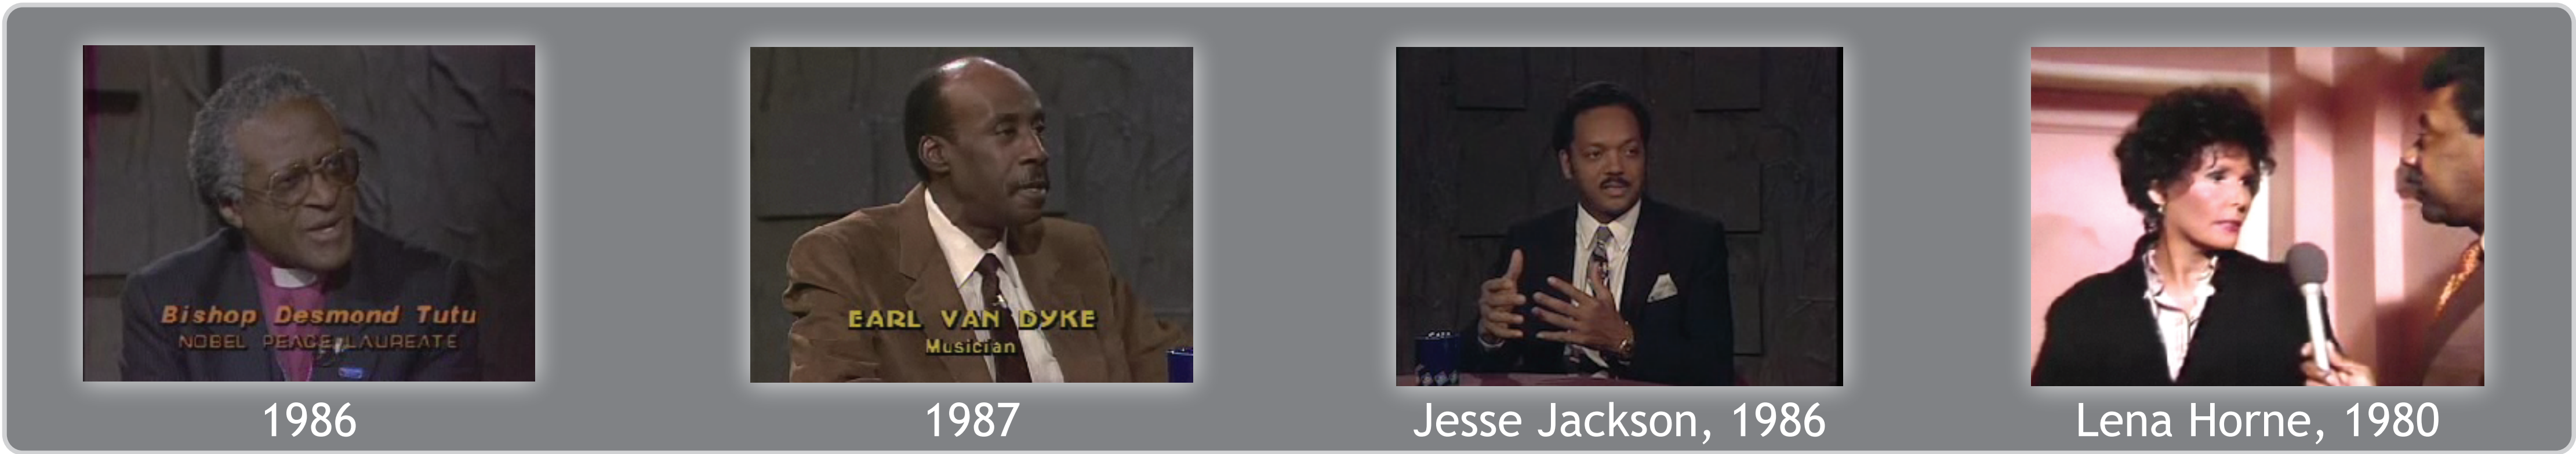 Bishop Desmond Tutu
NOBEL PEACE LAUREATE
1986
EARL VAN DYKE
Musician
1987
Jesse Jackson, 1986
Lena Horne, 1980